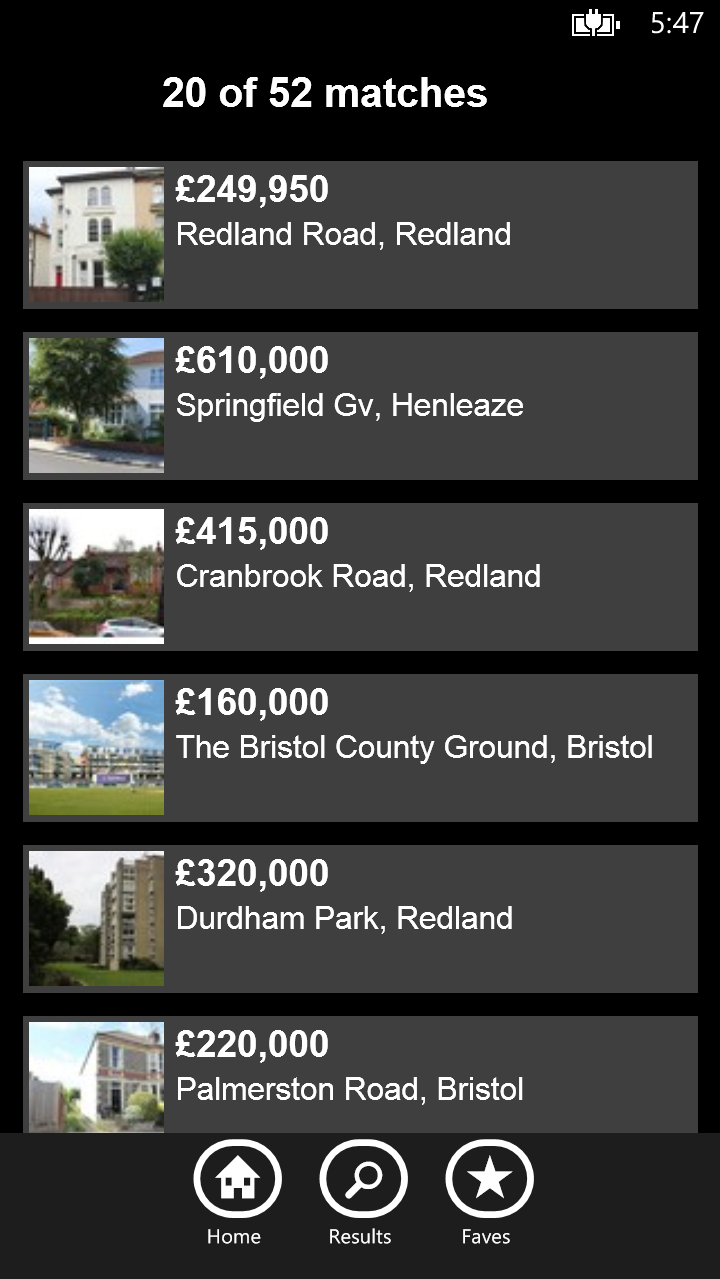 5:47
20 of 52 matches
£249,950
Redland Road, Redland
£610,000
Springfield Gv, Henleaze
£415,000
Cranbrook Road, Redland
£160,000
The Bristol County Ground, Bristol
£320,000
Durdham Park, Redland
£220,000
Palmerston Road, Bristol
Home Results Faves